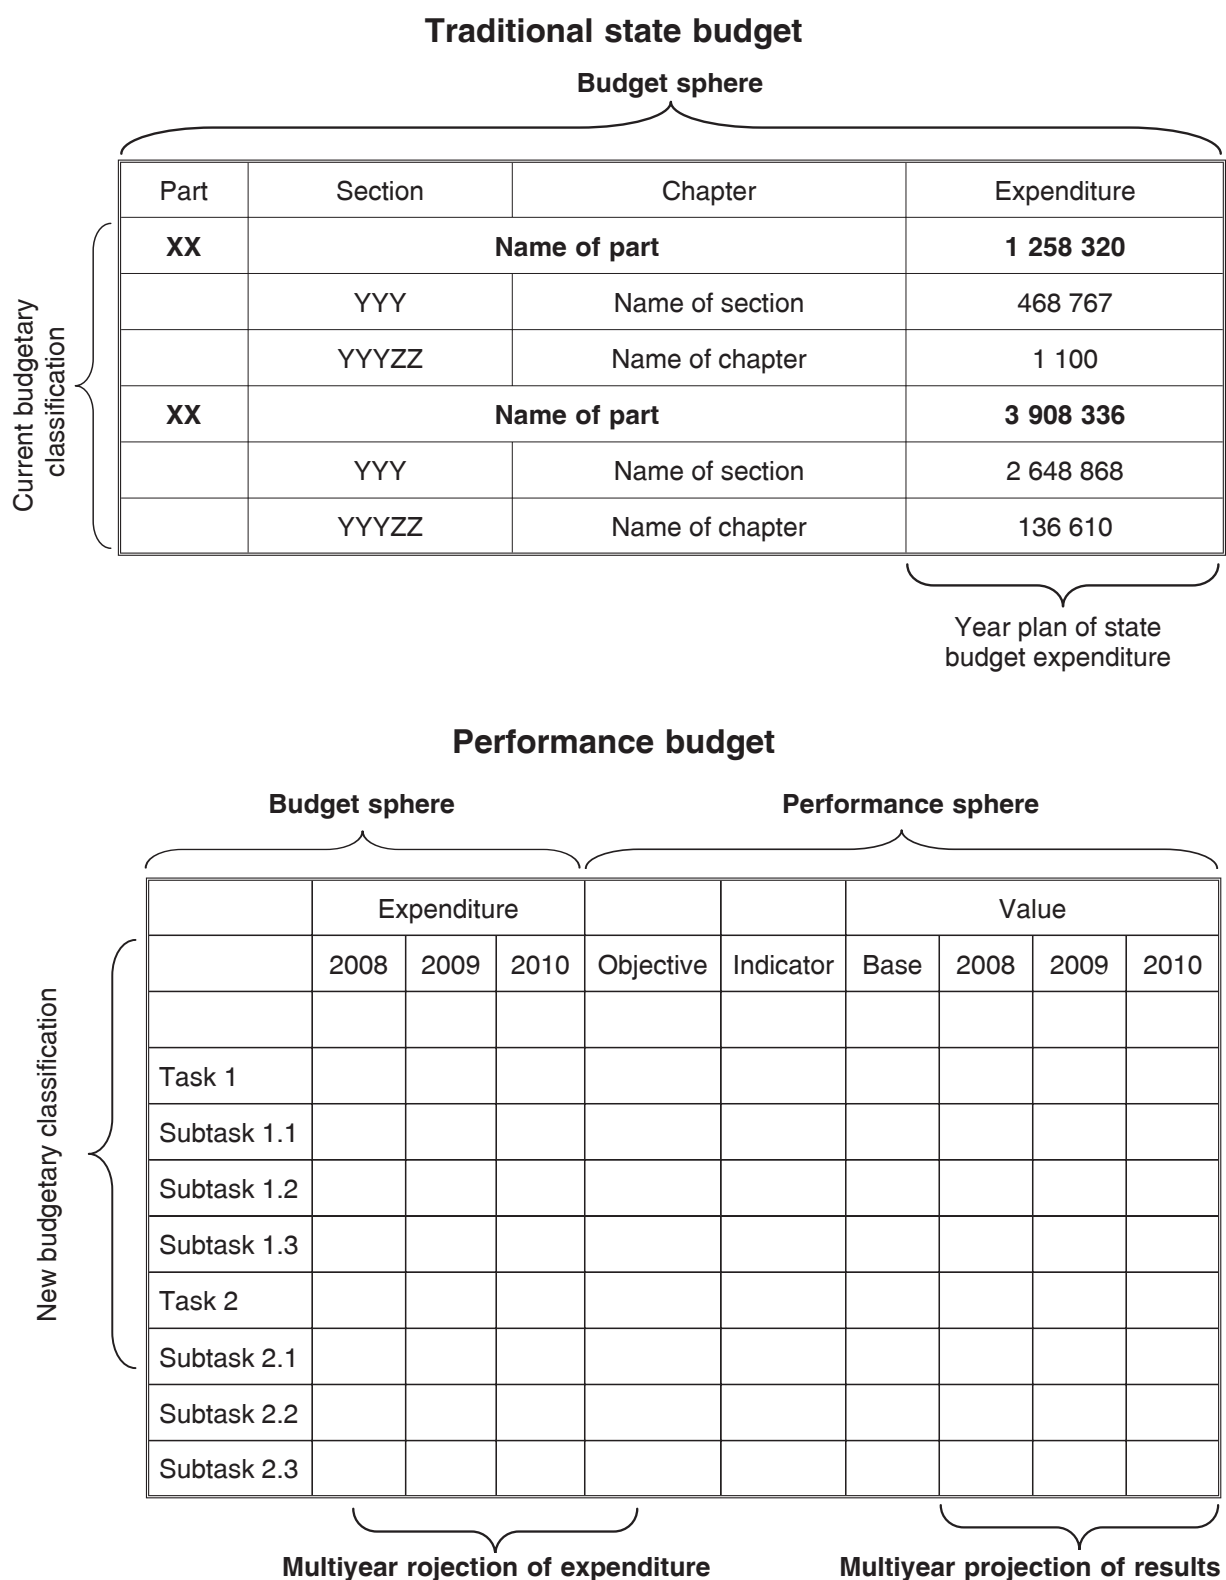 Traditional state budget
Budget sphere
Part Section Chapter Expenditure
XX Name of part 1 258 320
YYY Name of section 468 767
YYYZZ Name of chapter 1 100
XX Name of part 3 908 336
YYY Name of section 2 648 868
YYYZZ Name of chapter 136 610
Current budgetary
classification
Year plan of state
budget expenditure
Performance budget
Budget sphere Performance sphere
Expenditure Value
2008 2009 2010 Objective Indicator Base 2008 2009 2010
Task 1
Subtask 1.1
Subtask 1.2
Subtask 1.3
Task 2
Subtask 2.1
Subtask 2.2
Subtask 2.3
New budgetary classification
Multiyear rojection of expenditure Multiyear projection of results